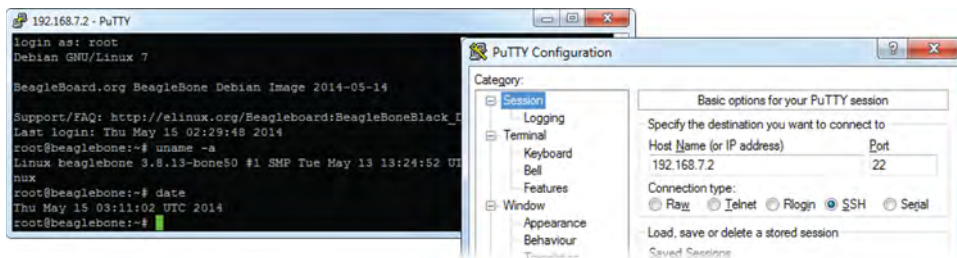 192.168.7.2 - PuTTY
login as: root
Debian GNU/Linux 7
BeagleBoard.org BeagleBone Debian Image 2014-05-14
Support/FAQ: http://elinux.org/Beagleboard:BeagleBoneBlack_D
Last login: Thu May 15 02:29:48 2014
root@beaglebone:~# uname -a
Linux beaglebone 3.8.13-bone50 #1 SMP Tue May 13 13:24:52 UT
nux
root@beaglebone:~# date
Thu May 15 03:11:02 UTC 2014
root@beaglebone:~#
PuTTY Configuration
Category:
Session
Logging
Terminal
Keyboard
Bell
Features
Window
Appearance
Behaviour
Basic options for your PuTTY session
Specify the destination you want to connect to
Host Name (or IP address) Port
192.168.7.2 22
Connection type:
Raw Telnet Rlogin SSH Serial
Load, save or delete a stored session
Saved Sessions